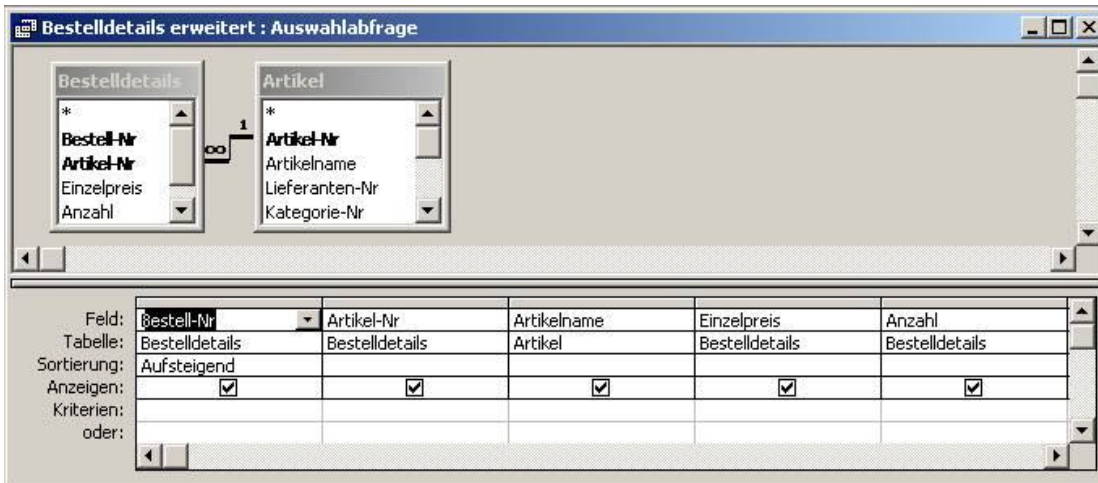 Bestelldetails erweitert : Auswahlabfrage
Bestelldetails Artikel
* *
Bestell-Nr Artikel-Nr
Artikel-Nr Artikelname
Einzelpreis Lieferanten-Nr
Anzahl Kategorie-Nr
∞ 1
Feld: Bestell-Nr Artikel-Nr Artikelname Einzelpreis Anzahl
Tabelle: Bestelldetails Bestelldetails Artikel Bestelldetails Bestelldetails
Sortierung: Aufsteigend
Anzeigen:
Kriterien:
oder: